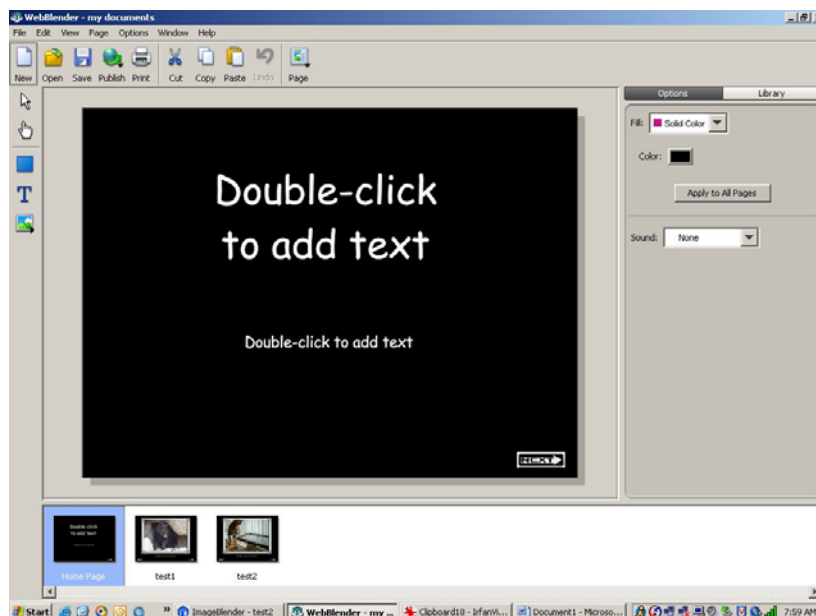 WebBlender - my documents
File Edit View Page Options Window Help
New Open Save Publish Print Cut Copy Paste Undo Page
Options Library
Fill: Solid Color
Color:
Apply to All Pages
Sound: None
T
Double-click
to add text
Double-click to add text
NEXT
Double-click
to add text
Home Page test1 test2
Start » ImageBlender - test2 WebBlender - my ... Clipboard18 - IrfanVi... Document1 - Microso... 7:59 AM